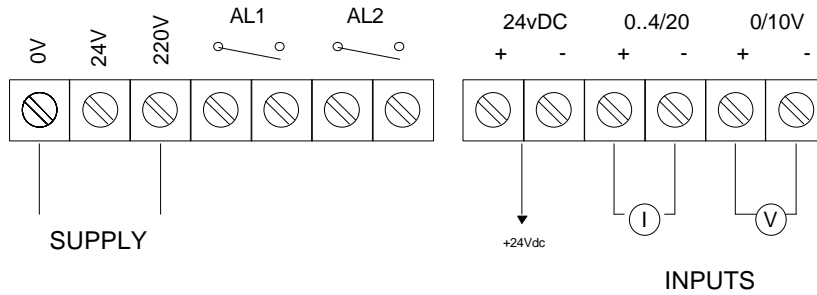 0V 24V 220V AL1 AL2 24vDC 0..4/20 0/10V
+ - + - + -
I V
+24Vdc
SUPPLY
INPUTS